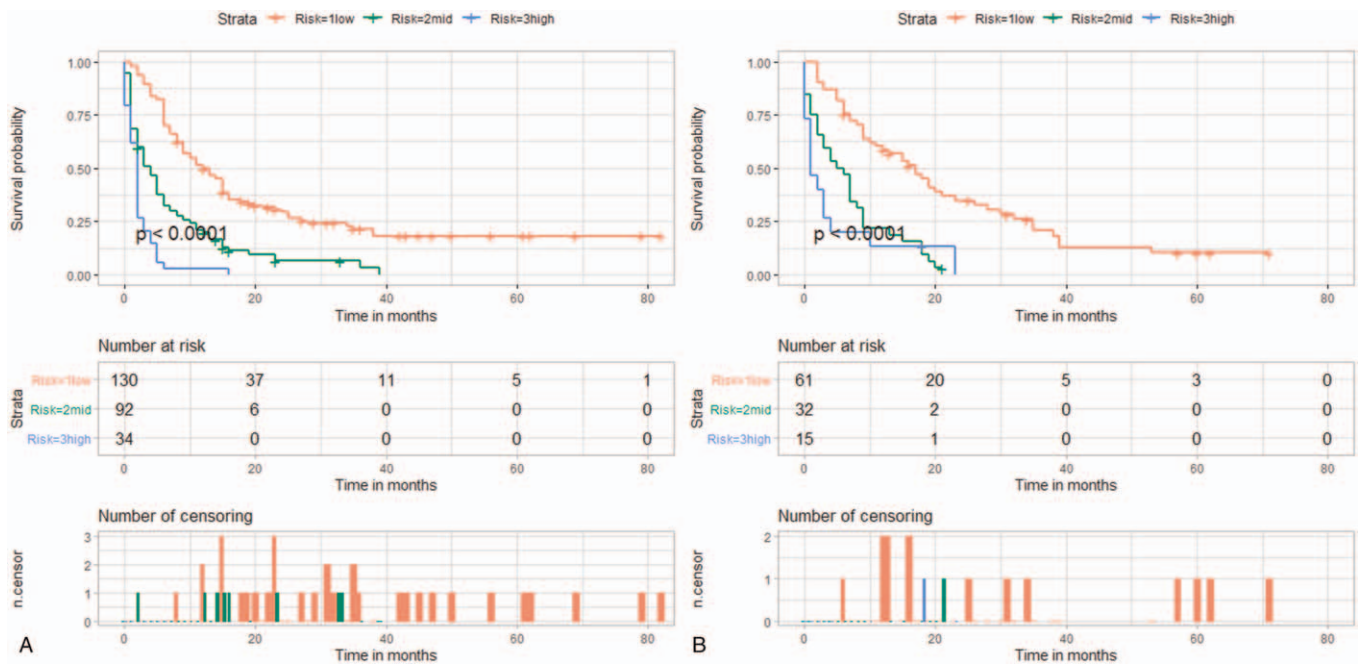 Strata Risk=1low Risk=2mid Risk=3high
Survival probability
1.00
0.75
0.50
0.25
0.00
p < 0.0001
0 20 40 60 80
Time in months
Number at risk
Strata
Risk=1low 130 37 11 5 1
Risk=2mid 92 6 0 0 0
Risk=3high 34 0 0 0 0
0 20 40 60 80
Time in months
Number of censoring
n.censor
3
2
1
0
0 20 40 60 80
Time in months
A
Strata Risk=1low Risk=2mid Risk=3high
Survival probability
1.00
0.75
0.50
0.25
0.00
p < 0.0001
0 20 40 60 80
Time in months
Number at risk
Strata
Risk=1low 61 20 5 3 0
Risk=2mid 32 2 0 0 0
Risk=3high 15 1 0 0 0
0 20 40 60 80
Time in months
Number of censoring
n.censor
2
1
0
0 20 40 60 80
Time in months
B